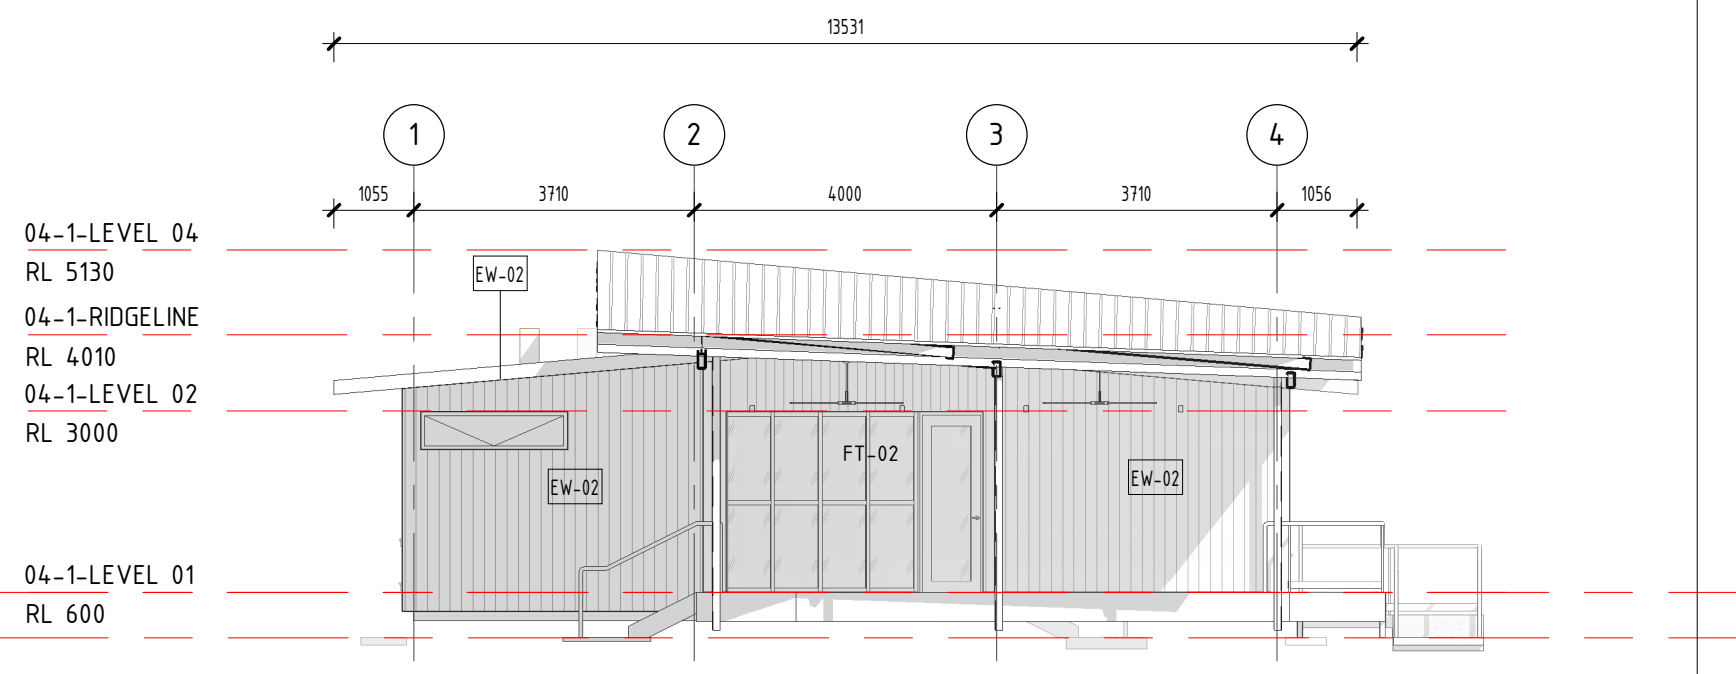 13531
1 2 3 4
1055 3710 4000 3710 1056
04-1-LEVEL 04
RL 5130
EW-02
04-1-RIDGELINE
RL 4010
04-1-LEVEL 02
RL 3000
FT-02
EW-02
EW-02
04-1-LEVEL 01
RL 600